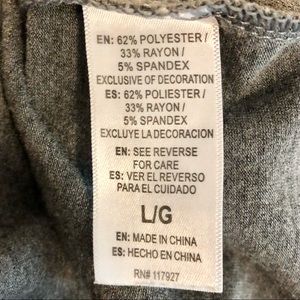 EN: 62% POLYESTER /
33% RAYON /
5% SPANDEX
EXCLUSIVE OF DECORATION
ES: 62% POLIESTER /
33% RAYON /
5% SPANDEX
EXCLUYE LA DECORACION
EN: SEE REVERSE
FOR CARE
ES: VER EL REVERSO
PARA EL CUIDADO
L/G
EN: MADE IN CHINA
ES: HECHO EN CHINA
RN# 117927